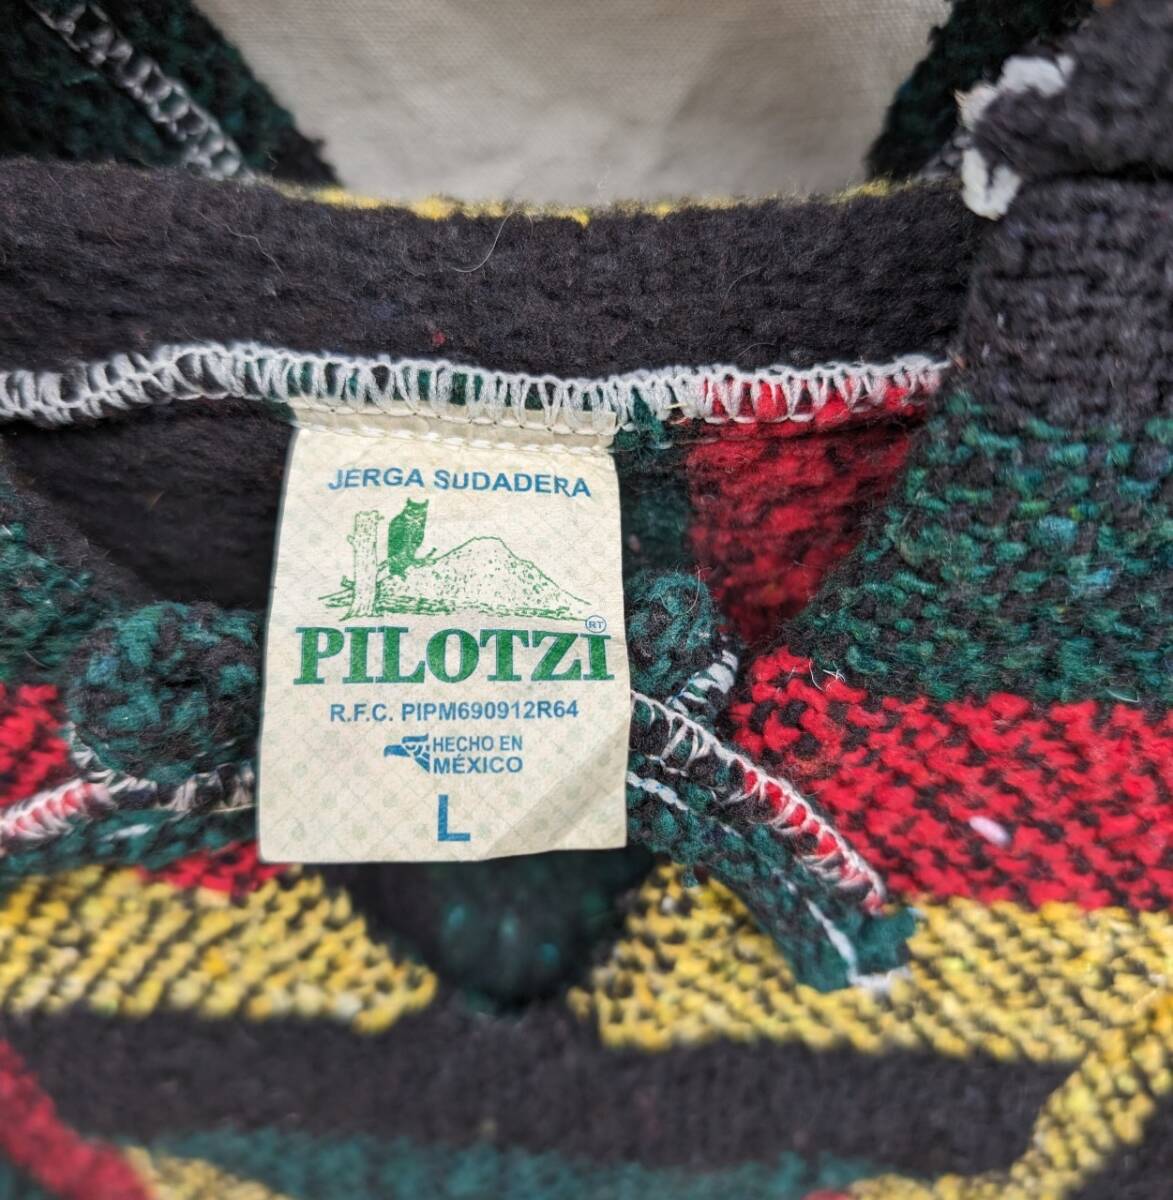 JERGA SUDADERA
PILOTZI RT
R.F.C. PIPM690912R64
HECHO EN
MÉXICO
L